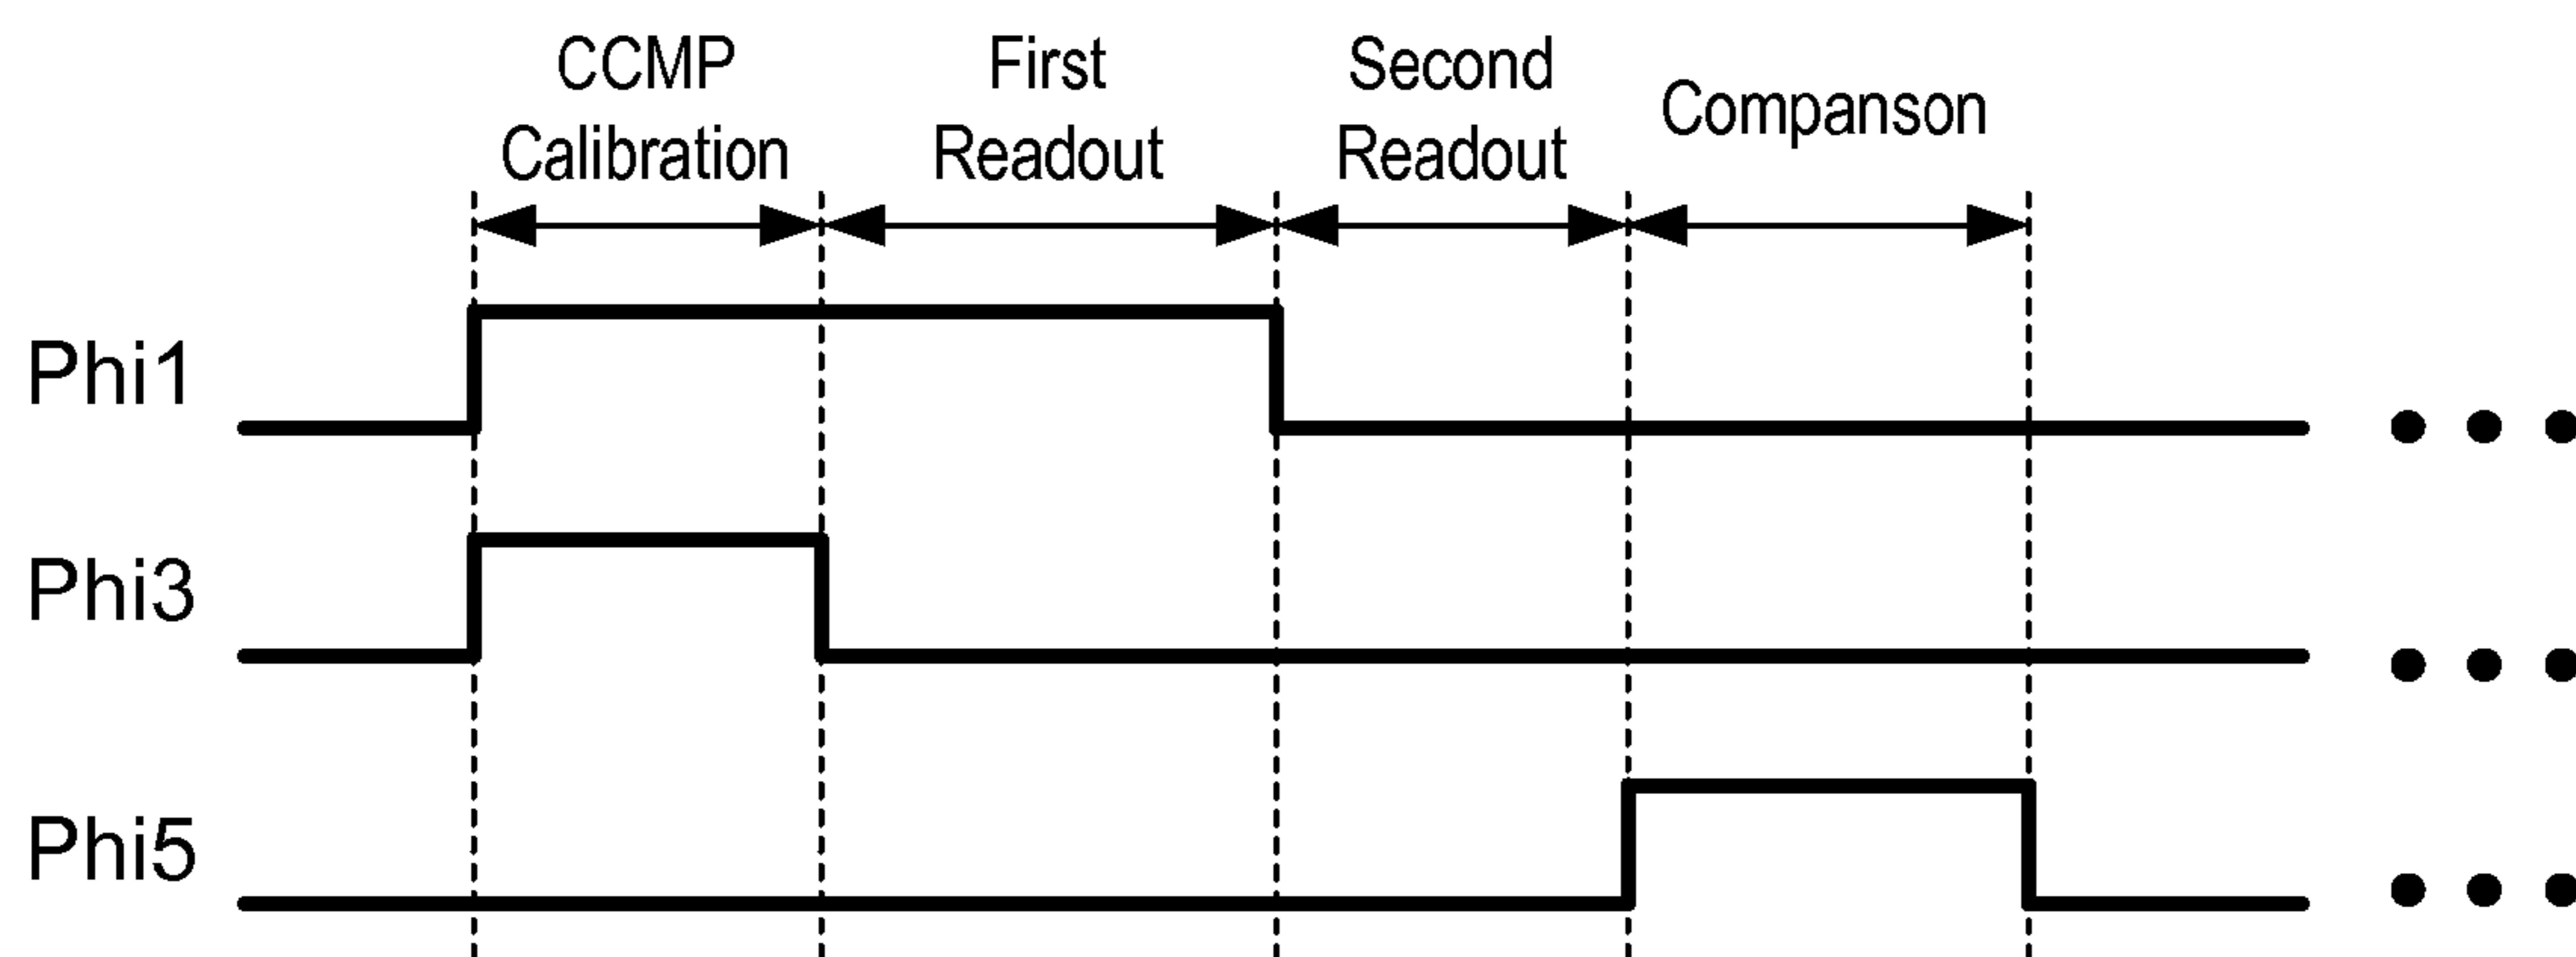 CCMP
Calibration
First
Readout
Second
Readout
Companson
Phi1
Phi3
Phi5